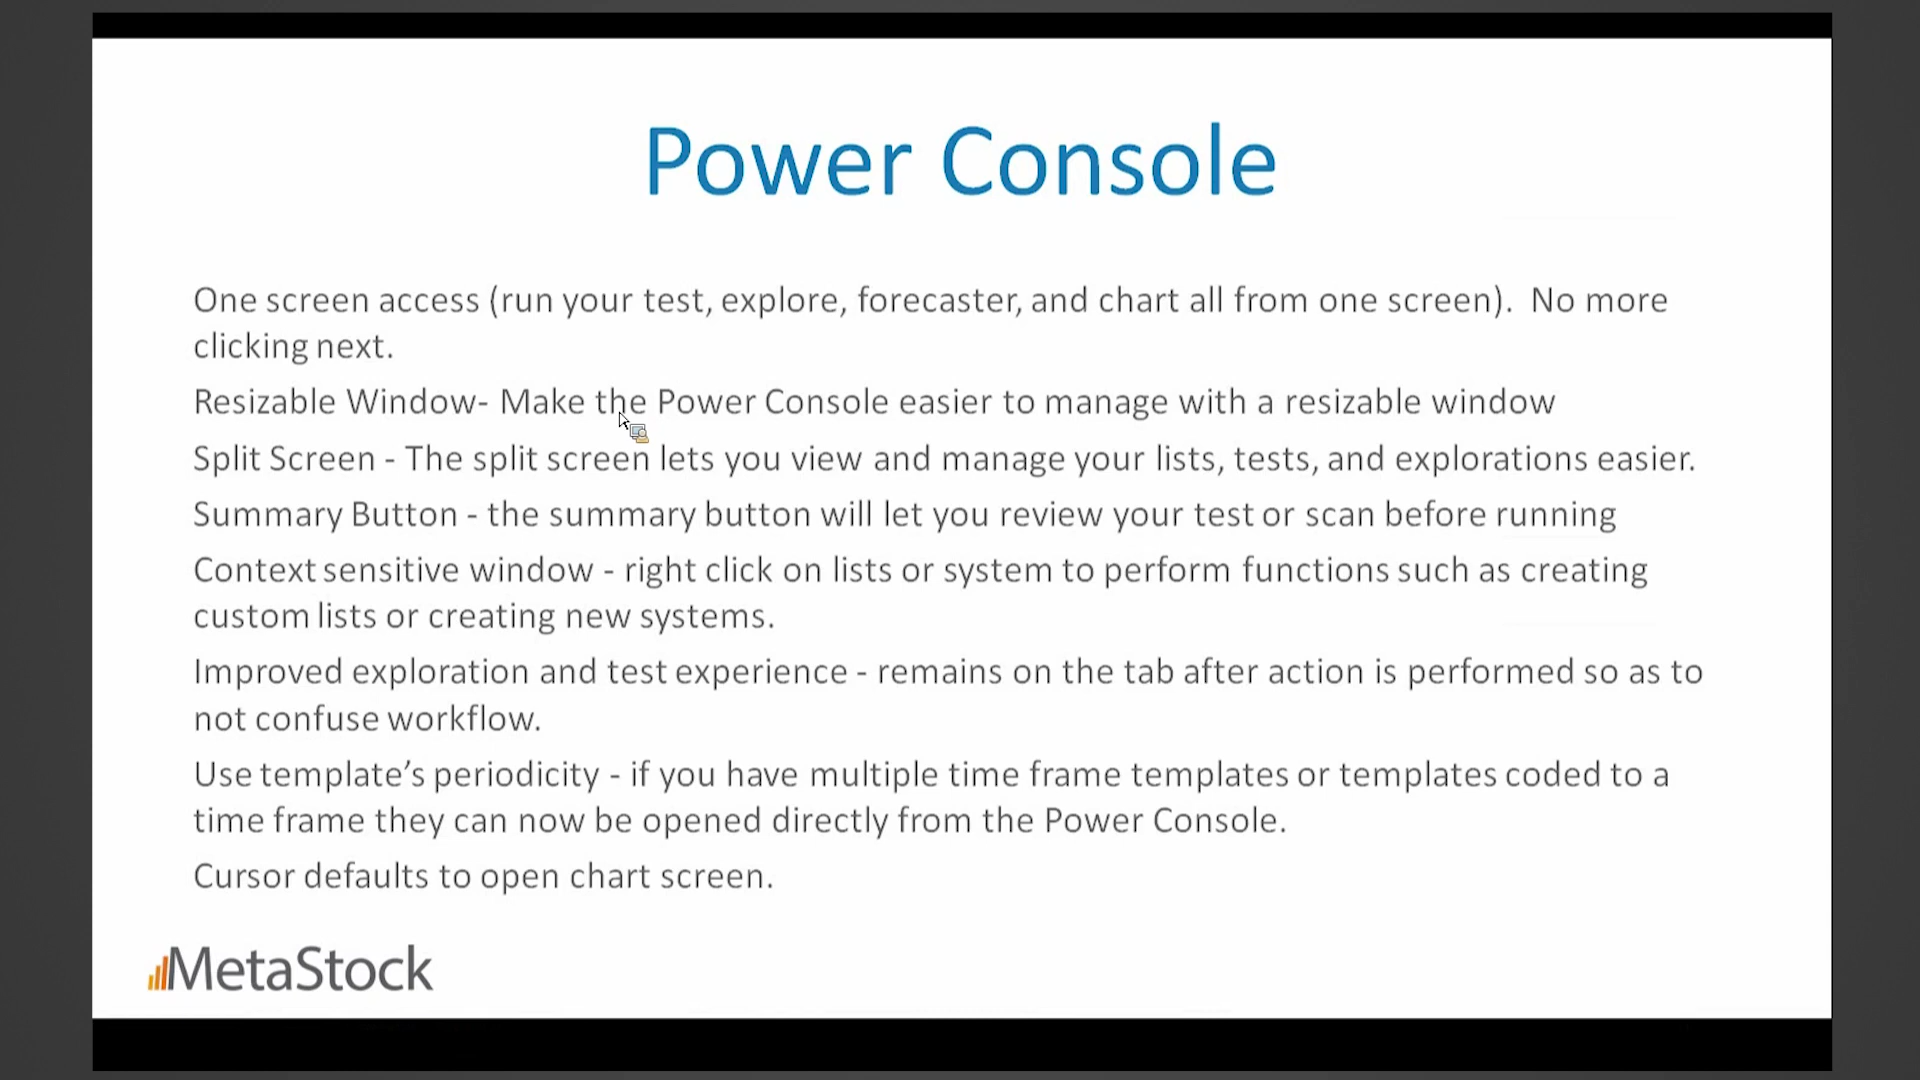 Power Console
One screen access (run your test, explore, forecaster, and chart all from one screen).  No more
clicking next.
Resizable Window- Make the Power Console easier to manage with a resizable window
Split Screen - The split screen lets you view and manage your lists, tests, and explorations easier.
Summary Button - the summary button will let you review your test or scan before running
Context sensitive window - right click on lists or system to perform functions such as creating
custom lists or creating new systems.
Improved exploration and test experience - remains on the tab after action is performed so as to
not confuse workflow.
Use template’s periodicity - if you have multiple time frame templates or templates coded to a
time frame they can now be opened directly from the Power Console.
Cursor defaults to open chart screen.
MetaStock